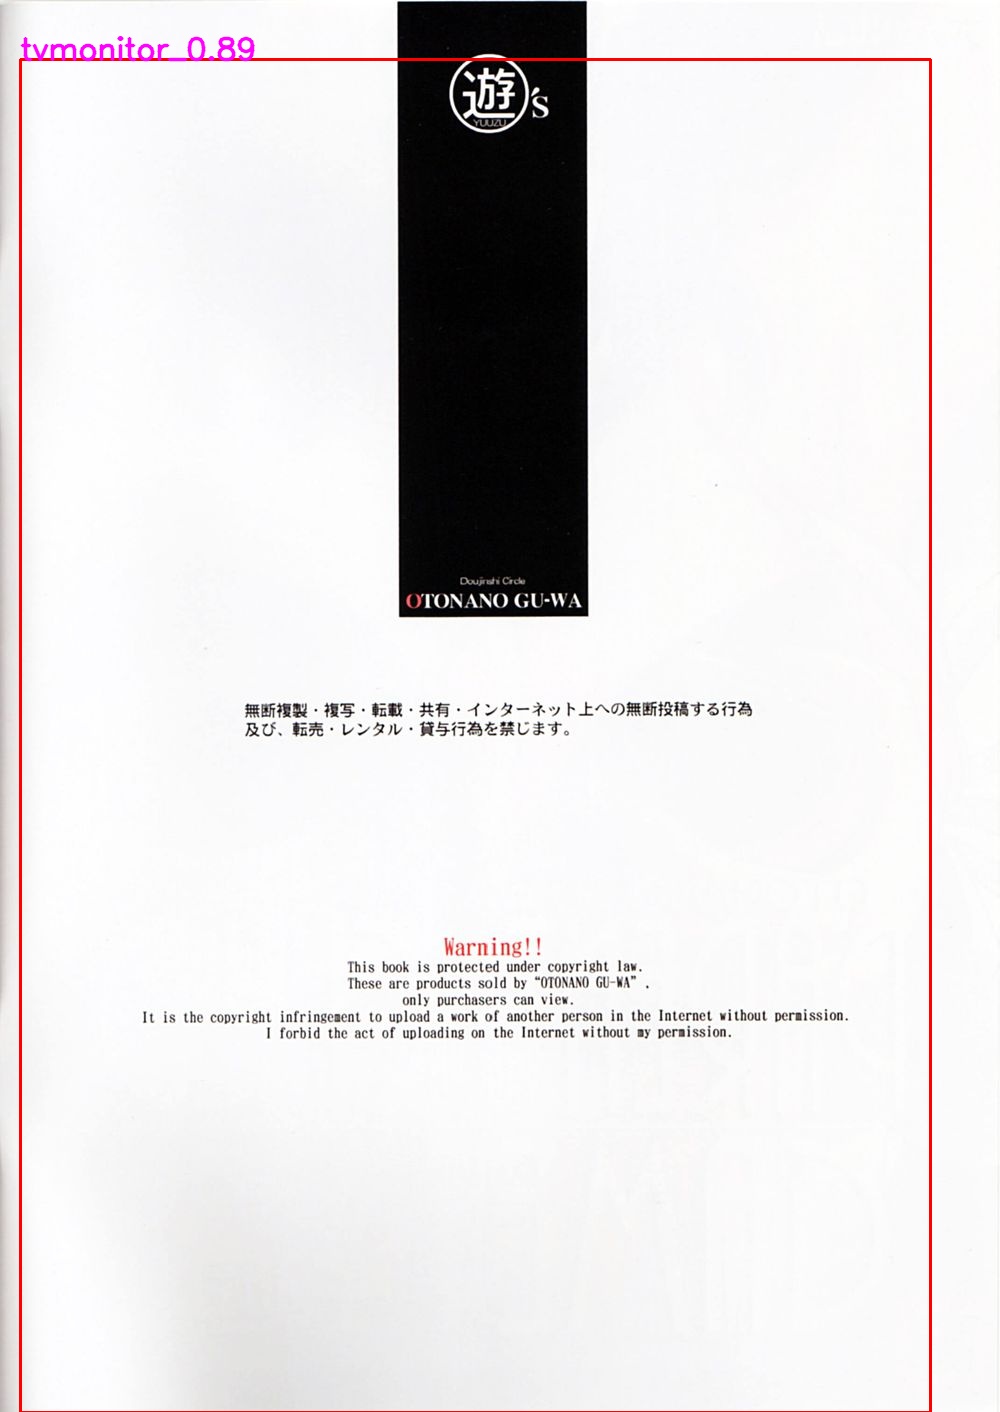 tvmonitor_0.89
遊's
YUUZU
Doujinshi Circle
OTONANO GU-WA
無断複製・複写・転載・共有・インターネット上への無断投稿する行為
及び、転売・レンタル・貸与行為を禁じます。
Warning!!
This book is protected under copyright law.
These are products sold by “OTONANO GU-WA” .
only purchasers can view.
It is the copyright infringement to upload a work of another person in the Internet without permission.
I forbid the act of uploading on the Internet without my permission.